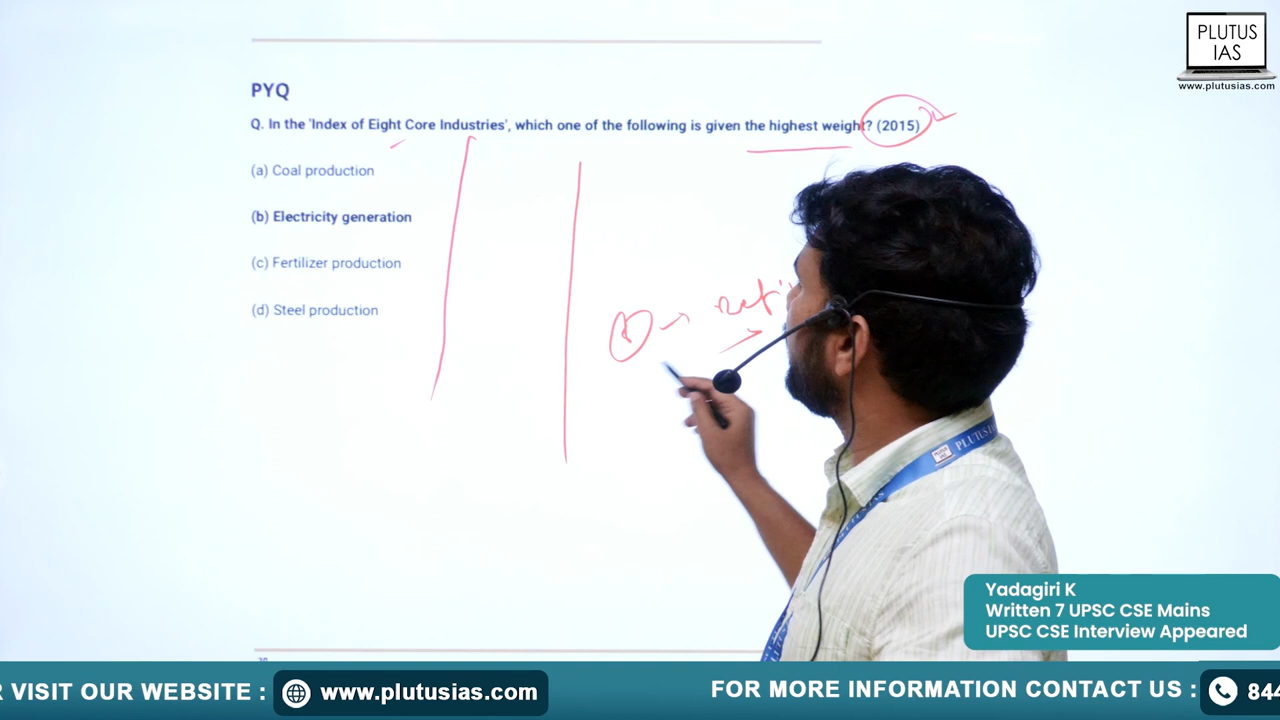 PLUTUS
IAS
www.plutusias.com
PYQ
Q. In the 'Index of Eight Core Industries', which one of the following is given the highest weight? (2015)
(a) Coal production
(b) Electricity generation
(c) Fertilizer production
(d) Steel production
PLUTUS
Yadagiri K
Written 7 UPSC CSE Mains
UPSC CSE Interview Appeared
R VISIT OUR WEBSITE : www.plutusias.com
FOR MORE INFORMATION CONTACT US : 844